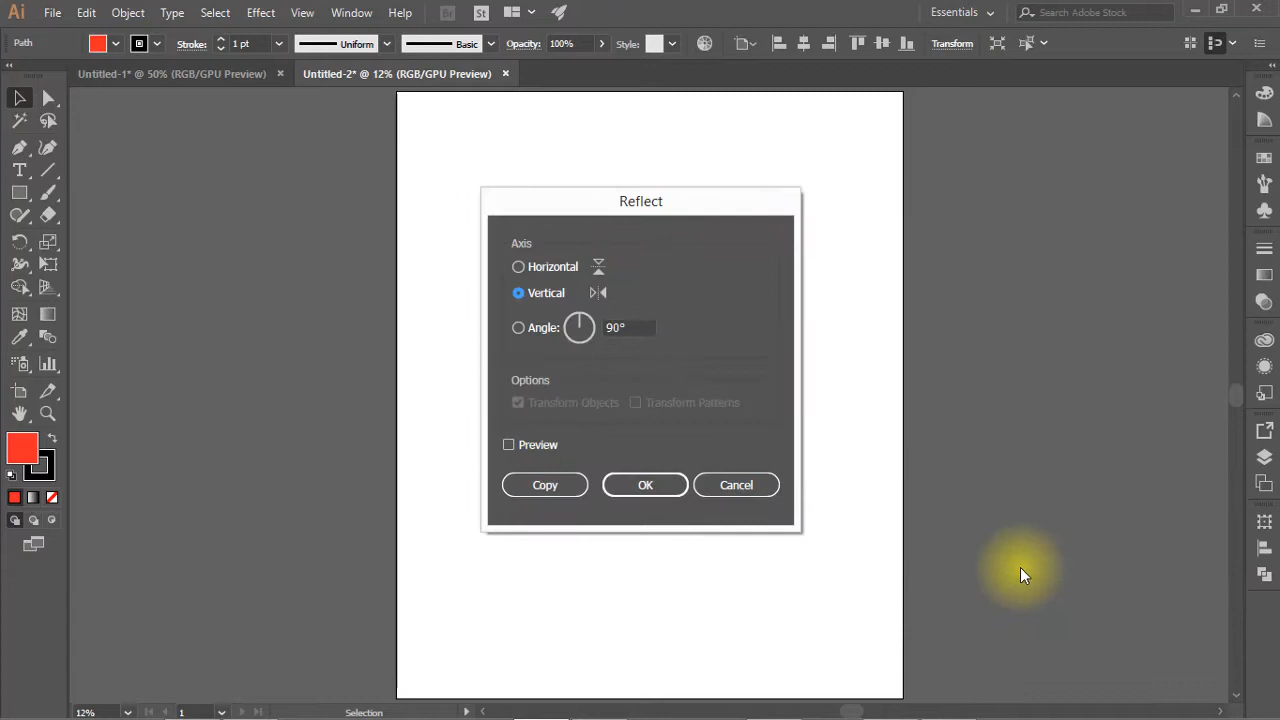 Ai File Edit Object Type Select Effect View Window Help Br St Essentials Search Adobe Stock
Path Stroke: 1 pt Uniform Basic Opacity: 100% Style: Transform
Untitled-1* @ 50% (RGB/GPU Preview) Untitled-2* @ 12% (RGB/GPU Preview)
Reflect
Axis
Horizontal
Vertical
Angle: 90°
Options
Transform Objects Transform Patterns
Preview
Copy OK Cancel
12% 1 Selection